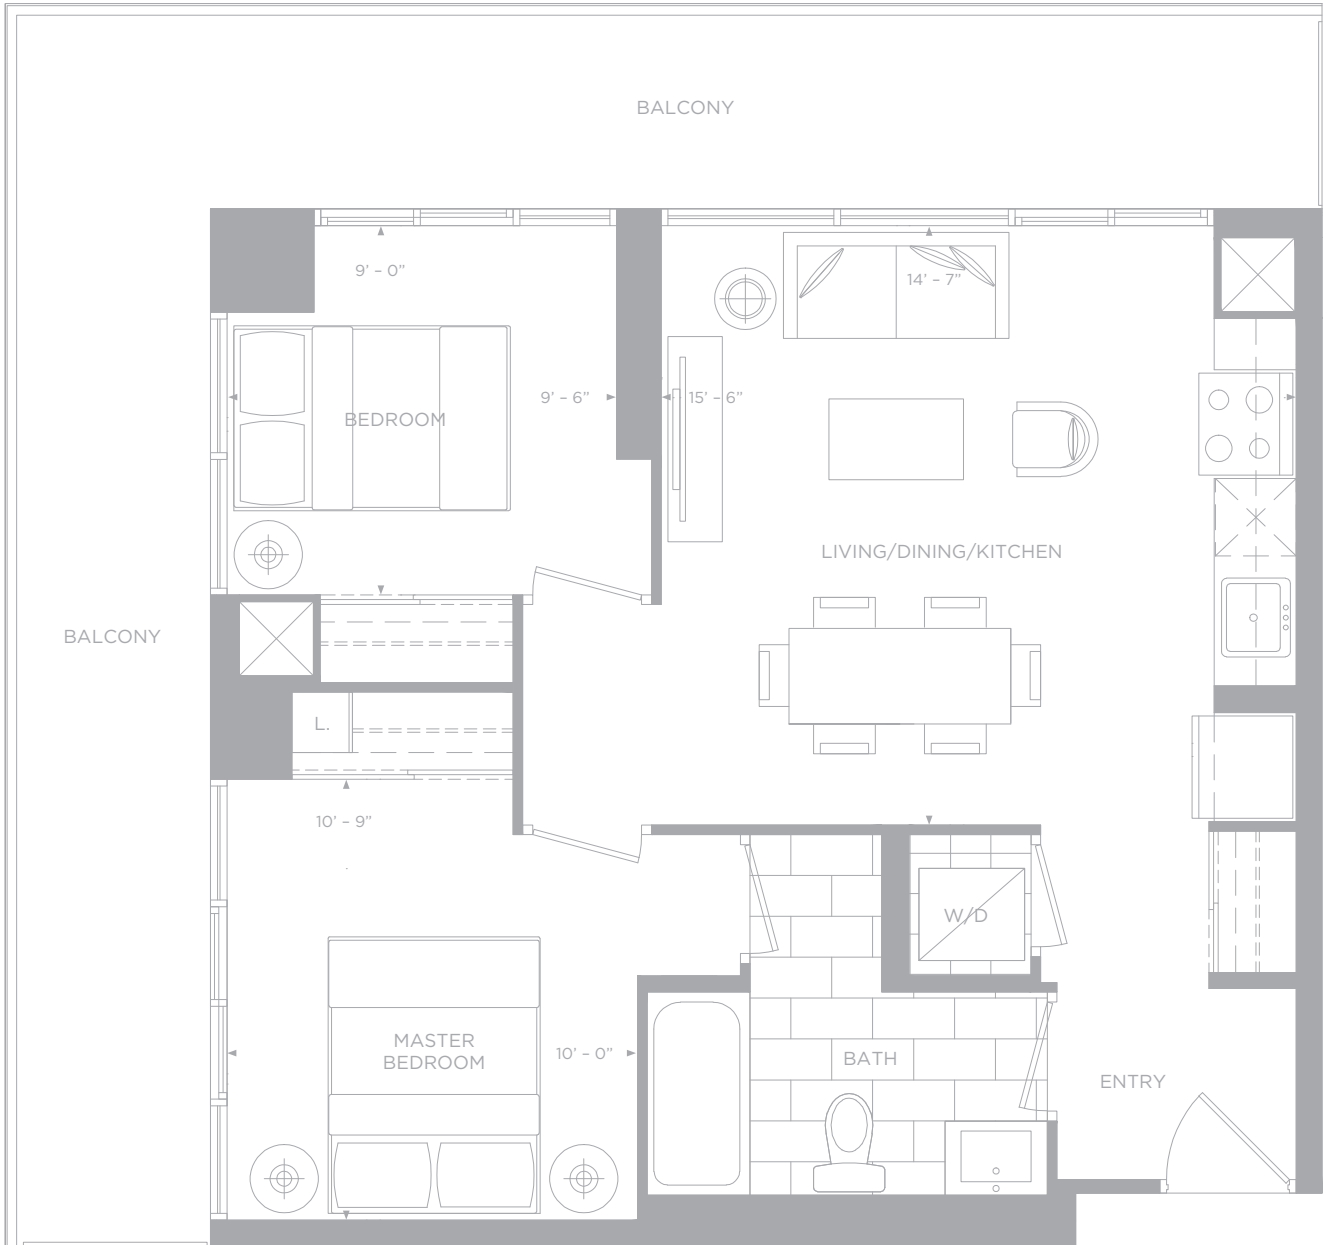 BALCONY
9’ – 0”
14’ – 7”
9’ – 6”
15’ – 6”
BEDROOM
LIVING/DINING/KITCHEN
BALCONY
L.
10’ – 9”
W/D
MASTER
BEDROOM
10’ – 0”
BATH
ENTRY